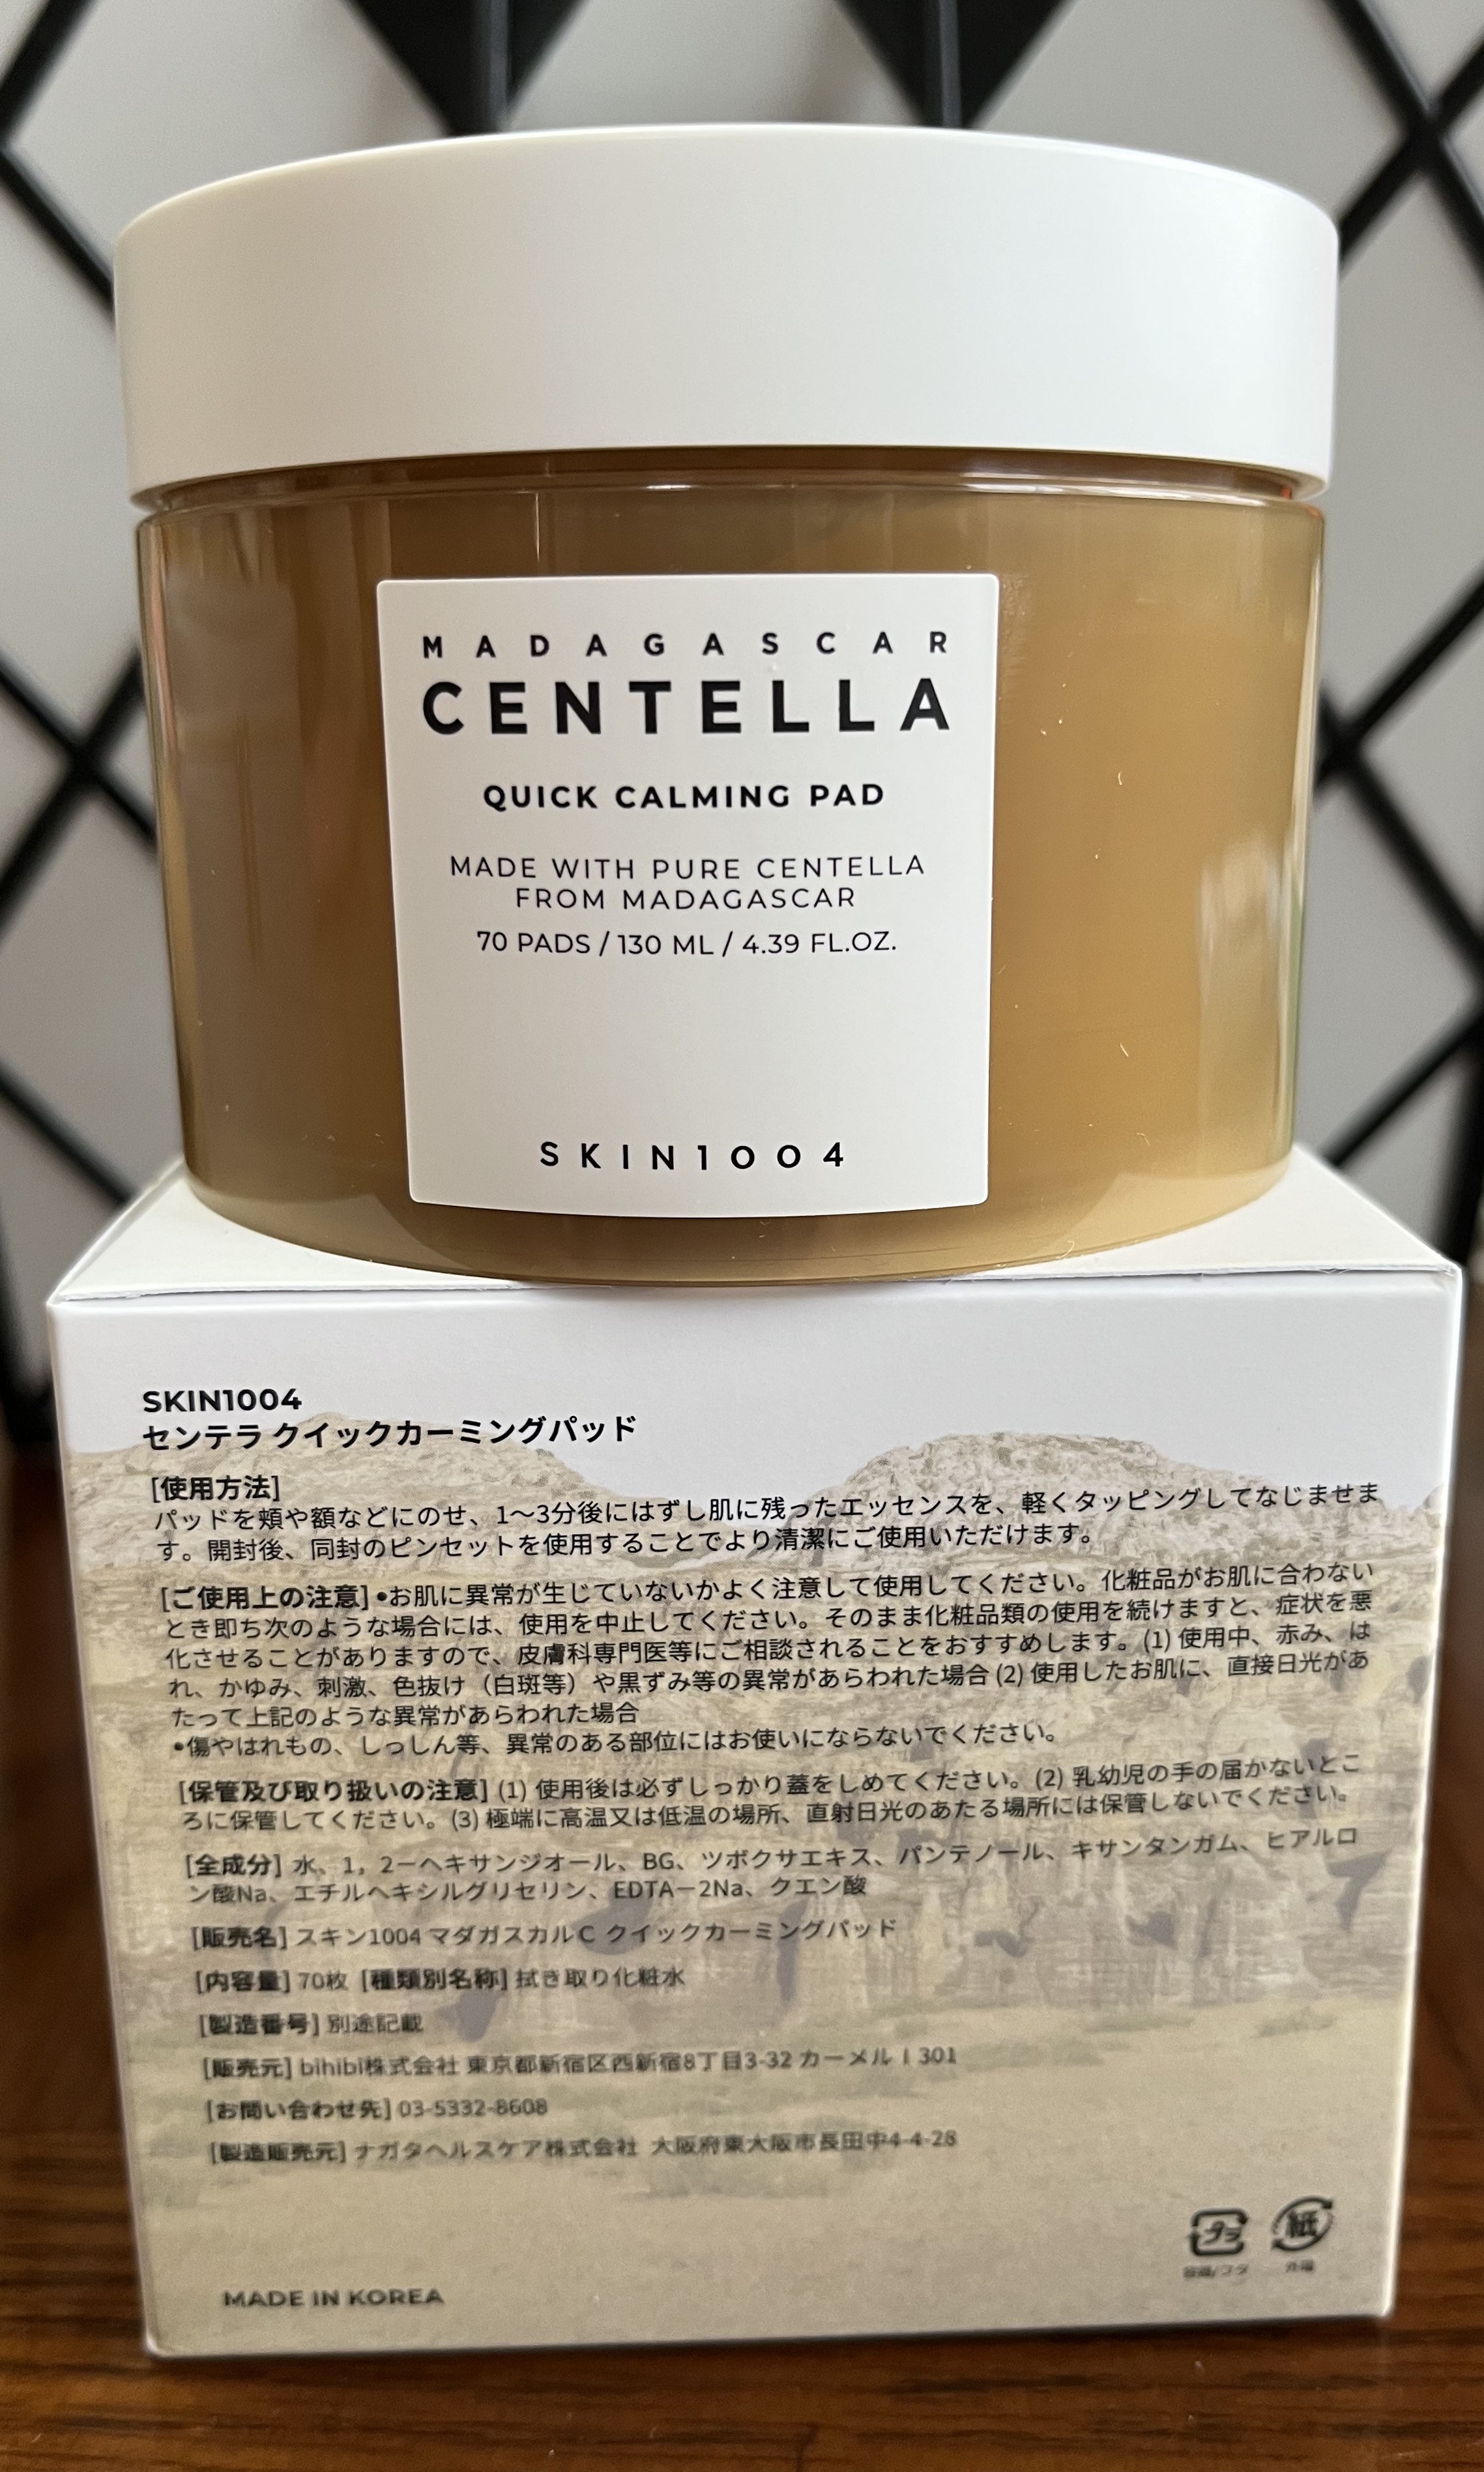 MADAGASCAR
CENTELLA
QUICK CALMING PAD
MADE WITH PURE CENTELLA
FROM MADAGASCAR
70 PADS / 130 ML / 4.39 FL.OZ.
SKIN1004
SKIN1004
センテラ クイックカーミングパッド
[使用方法]
パッドを頬や額などにのせ、1〜3分後にはずし肌に残ったエッセンスを、軽くタッピングしてなじませま
す。開封後、同封のピンセットを使用することでより清潔にご使用いただけます。
[ご使用上の注意] •お肌に異常が生じていないかよく注意して使用してください。化粧品がお肌に合わない
とき即ち次のような場合には、使用を中止してください。そのまま化粧品類の使用を続けますと、症状を悪
化させることがありますので、皮膚科専門医等にご相談されることをおすすめします。(1) 使用中、赤み、は
れ、かゆみ、刺激、色抜け（白斑等）や黒ずみ等の異常があらわれた場合 (2) 使用したお肌に、直接日光があ
たって上記のような異常があらわれた場合
•傷やはれもの、しっしん等、異常のある部位にはお使いにならないでください。
[保管及び取り扱いの注意] (1) 使用後は必ずしっかり蓋をしめてください。(2) 乳幼児の手の届かないとこ
ろに保管してください。(3) 極端に高温又は低温の場所、直射日光のあたる場所には保管しないでください。
[全成分] 水、1，2ーヘキサンジオール、BG、ツボクサエキス、パンテノール、キサンタンガム、ヒアルロ
ン酸Na、エチルヘキシルグリセリン、EDTAー2Na、クエン酸
[販売名] スキン1004 マダガスカルC クイックカーミングパッド
[内容量] 70枚 [種類別名称] 拭き取り化粧水
[製造番号] 別途記載
[販売元] bihibi株式会社 東京都新宿区西新宿8丁目3-32 カーメルⅠ301
[お問い合わせ先] 03-5332-8608
[製造販売元] ナガタヘルスケア株式会社 大阪府東大阪市長田中4-4-28
プラ 紙
容器/フタ 外箱
MADE IN KOREA